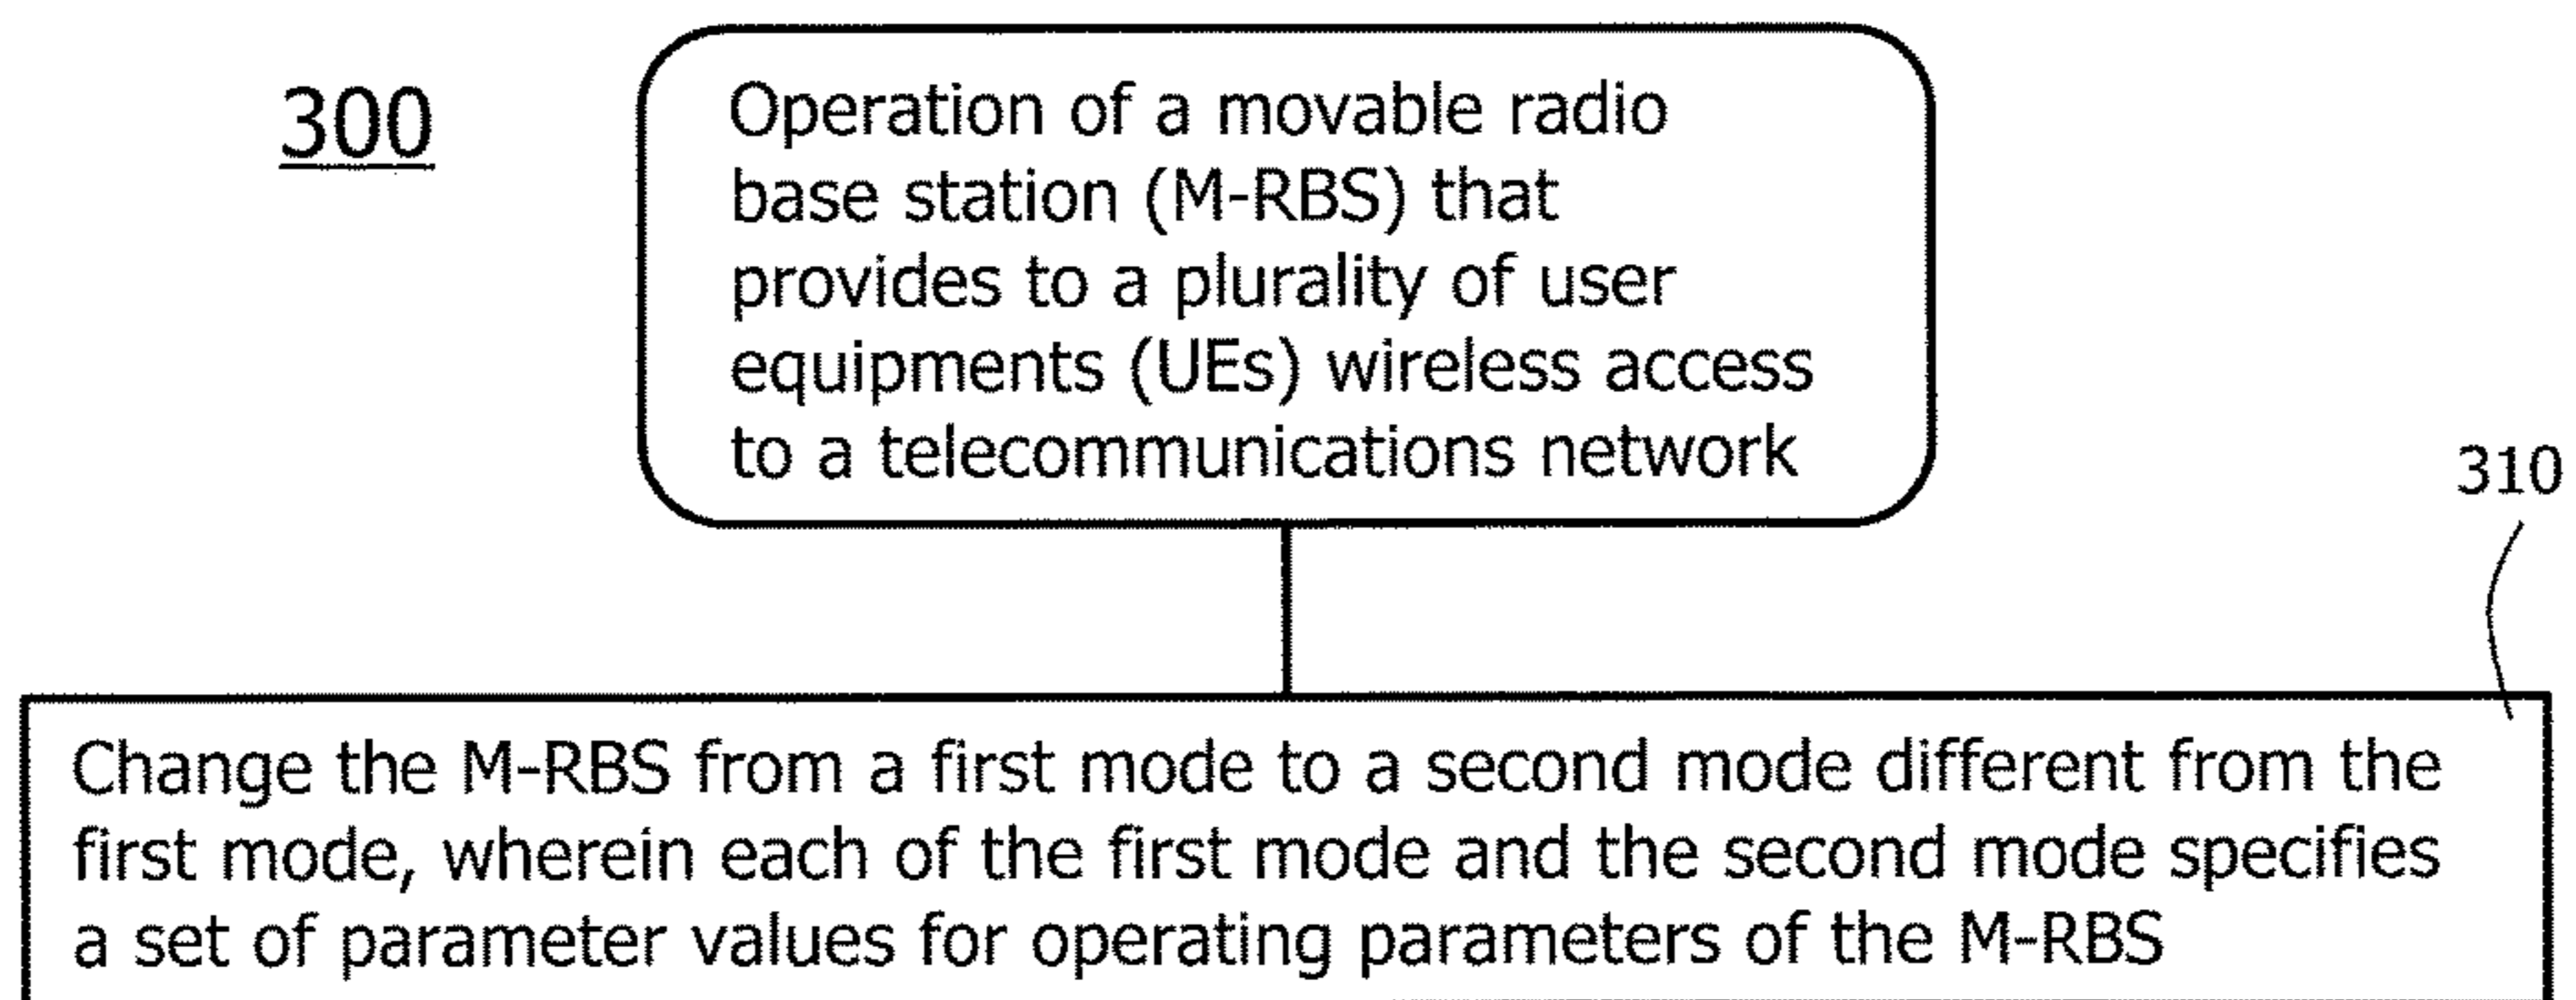 300
Operation of a movable radio
base station (M-RBS) that
provides to a plurality of user
equipments (UEs) wireless access
to a telecommunications network
310
Change the M-RBS from a first mode to a second mode different from the
first mode, wherein each of the first mode and the second mode specifies
a set of parameter values for operating parameters of the M-RBS